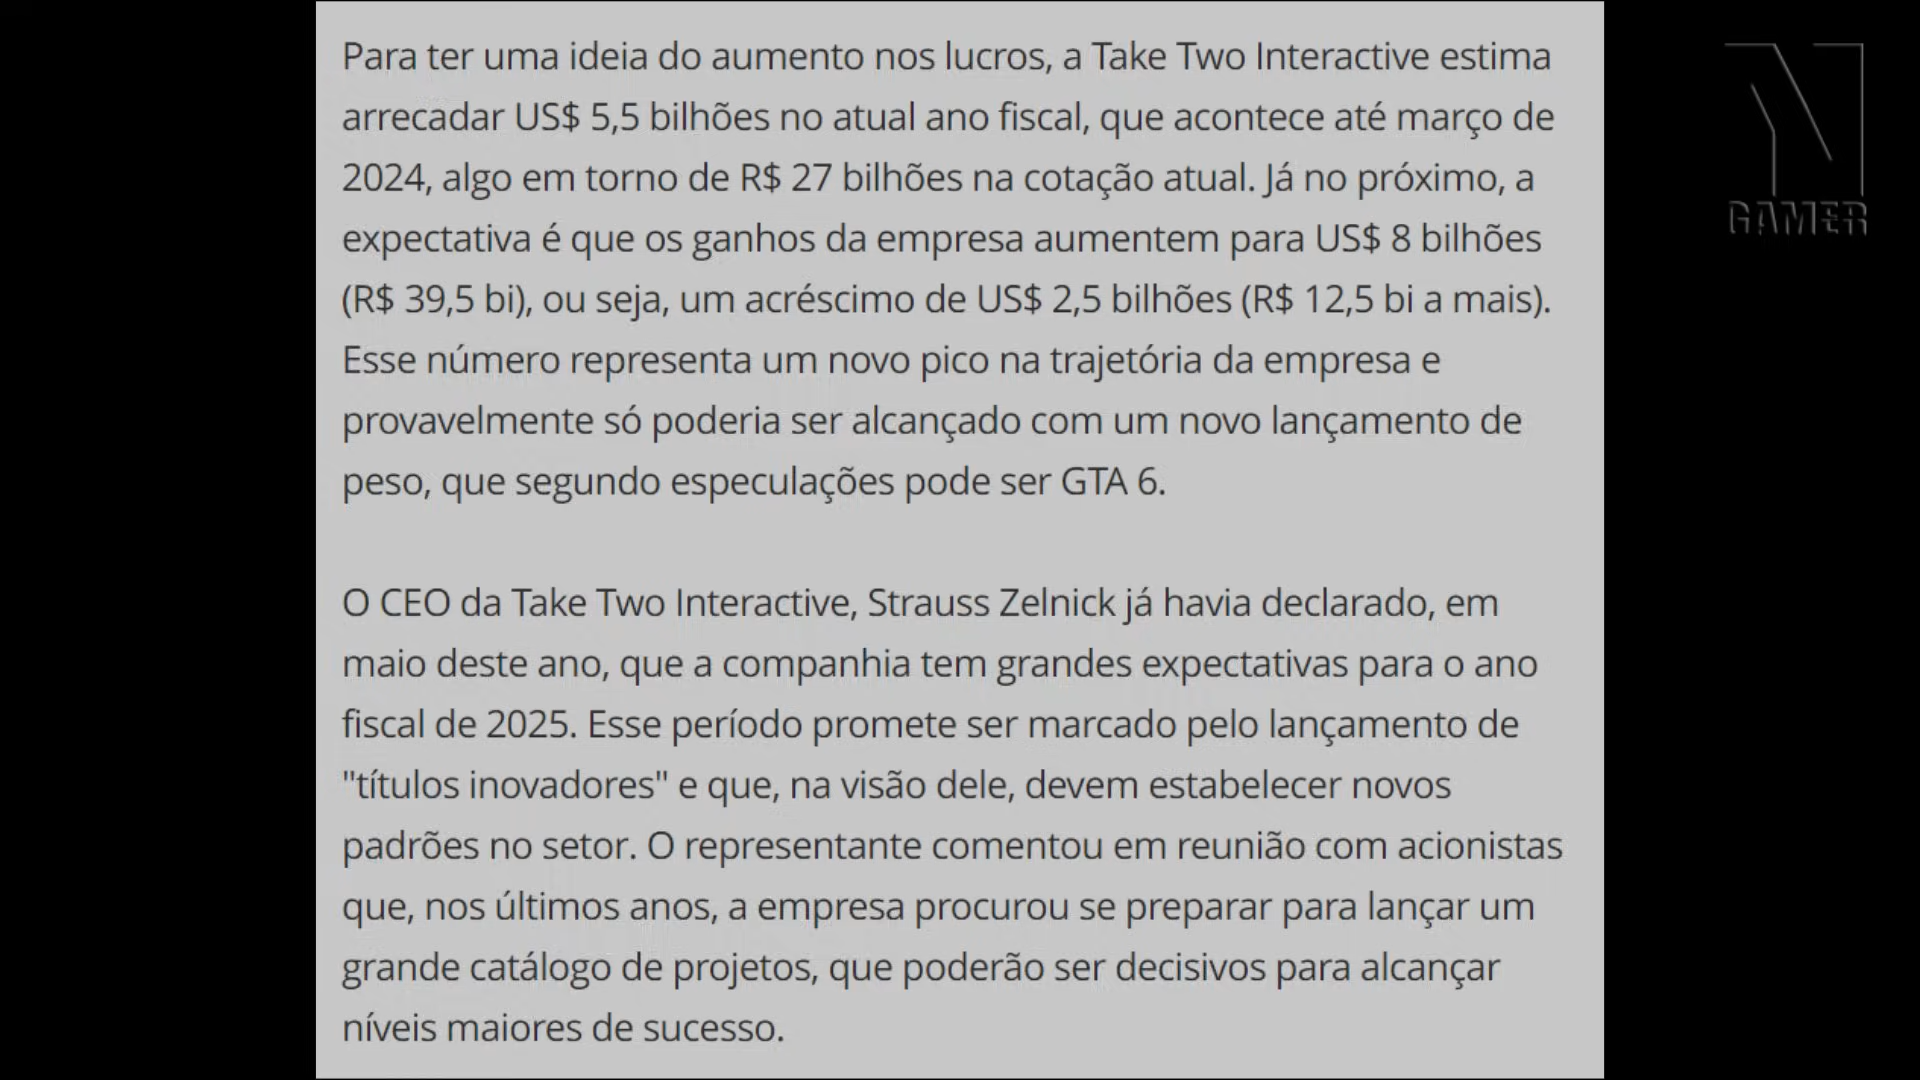 Para ter uma ideia do aumento nos lucros, a Take Two Interactive estima
arrecadar US$ 5,5 bilhões no atual ano fiscal, que acontece até março de
2024, algo em torno de R$ 27 bilhões na cotação atual. Já no próximo, a
expectativa é que os ganhos da empresa aumentem para US$ 8 bilhões
(R$ 39,5 bi), ou seja, um acréscimo de US$ 2,5 bilhões (R$ 12,5 bi a mais).
Esse número representa um novo pico na trajetória da empresa e
provavelmente só poderia ser alcançado com um novo lançamento de
peso, que segundo especulações pode ser GTA 6.
O CEO da Take Two Interactive, Strauss Zelnick já havia declarado, em
maio deste ano, que a companhia tem grandes expectativas para o ano
fiscal de 2025. Esse período promete ser marcado pelo lançamento de
"títulos inovadores" e que, na visão dele, devem estabelecer novos
padrões no setor. O representante comentou em reunião com acionistas
que, nos últimos anos, a empresa procurou se preparar para lançar um
grande catálogo de projetos, que poderão ser decisivos para alcançar
níveis maiores de sucesso.
GAMER